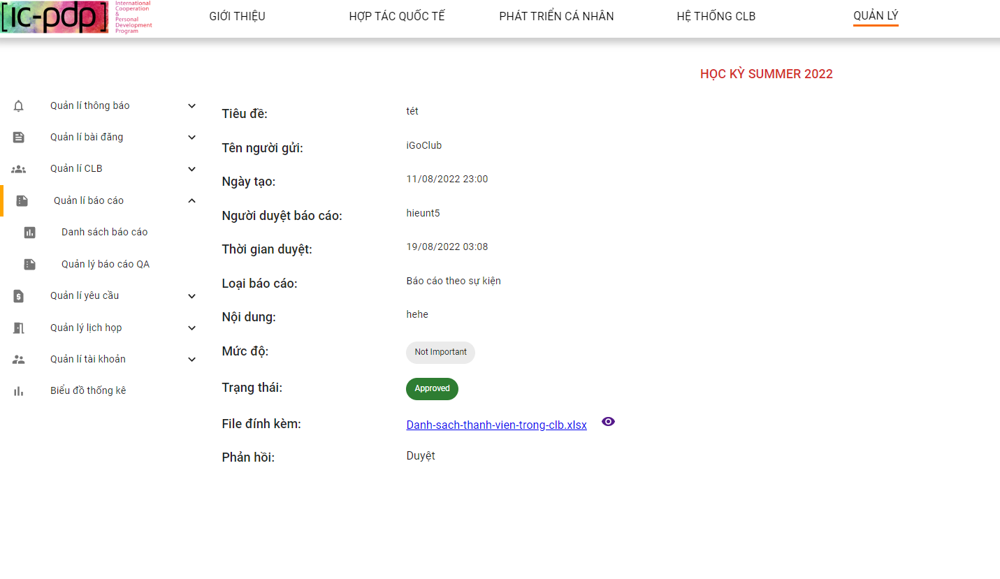 [ic-pdp]
International
Cooperation
&
Personal
Development
Program
GIỚI THIỆU
HỢP TÁC QUỐC TẾ
PHÁT TRIỂN CÁ NHÂN
HỆ THỐNG CLB
QUẢN LÝ
HỌC KỲ SUMMER 2022
Quản lí thông báo
Quản lí bài đăng
Quản lí CLB
Quản lí báo cáo
Danh sách báo cáo
Quản lý báo cáo QA
Quản lí yêu cầu
Quản lý lịch họp
Quản lí tài khoản
Biểu đồ thống kê
Tiêu đề: tét
Tên người gửi: iGoClub
Ngày tạo: 11/08/2022 23:00
Người duyệt báo cáo: hieunt5
Thời gian duyệt: 19/08/2022 03:08
Loại báo cáo: Báo cáo theo sự kiện
Nội dung: hehe
Mức độ: Not Important
Trạng thái: Approved
File đính kèm: Danh-sach-thanh-vien-trong-clb.xlsx
Phản hồi: Duyệt